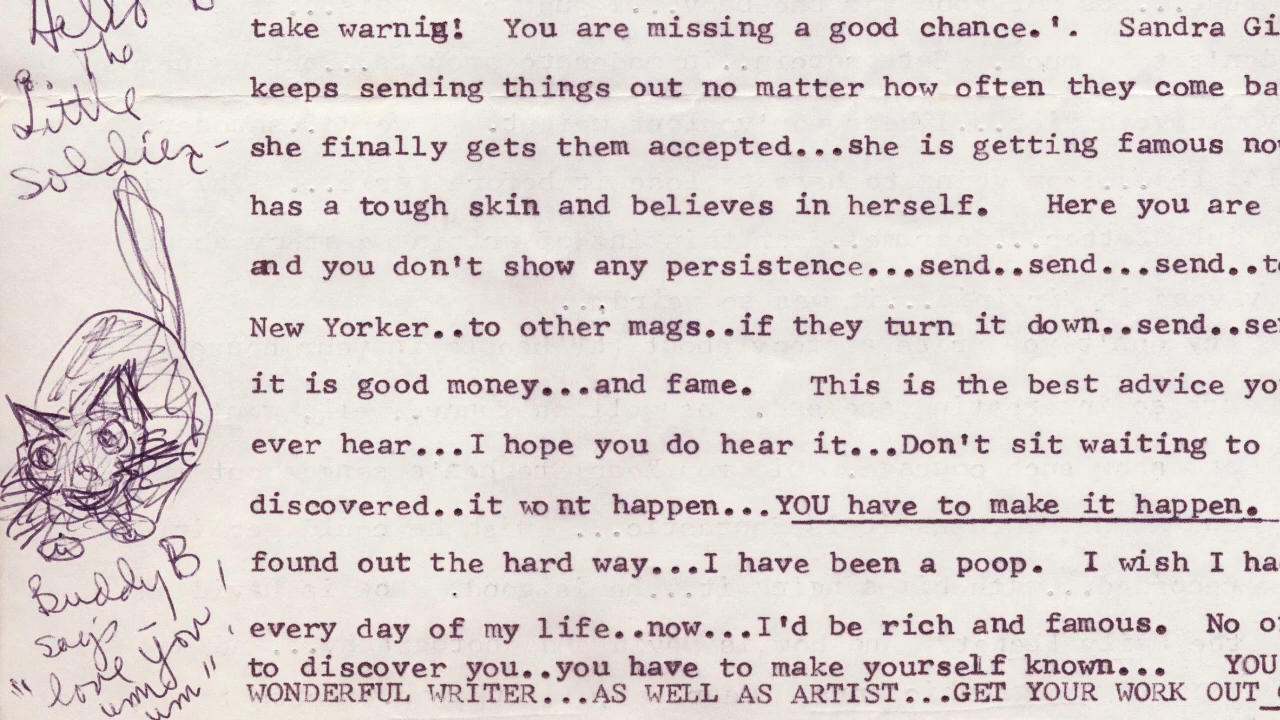 Hello
The
Little
Soldier-
take warnig!  You are missing a good chance.'.  Sandra Gi
keeps sending things out no matter how often they come ba
she finally gets them accepted...she is getting famous no
has a tough skin and believes in herself.   Here you are
and you don't show any persistence...send..send...send..to
New Yorker..to other mags..if they turn it down..send..se
it is good money...and fame.   This is the best advice yo
ever hear...I hope you do hear it...Don't sit waiting to
discovered..it wont happen...YOU have to make it happen.
found out the hard way...I have been a poop.  I wish I ha
every day of my life..now...I'd be rich and famous.  No o
to discover you..you have to make yourself known...   YOU
WONDERFUL WRITER...AS WELL AS ARTIST...GET YOUR WORK OUT
Buddy B
says -
"love you,
um"